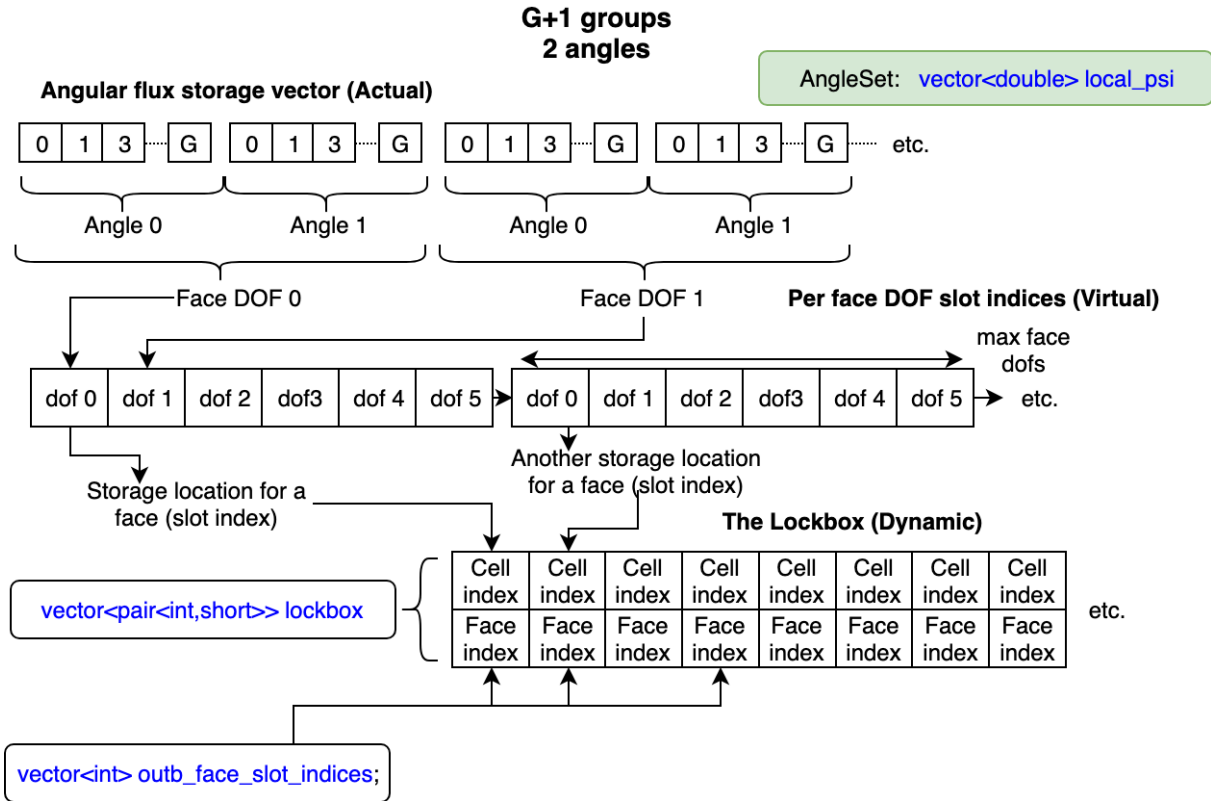 G+1 groups
2 angles
AngleSet: vector<double> local_psi
Angular flux storage vector (Actual)
0 1 3 G 0 1 3 G 0 1 3 G 0 1 3 G etc.
Angle 0 Angle 1 Angle 0 Angle 1
Face DOF 0 Face DOF 1 Per face DOF slot indices (Virtual)
max face
dofs
dof 0 dof 1 dof 2 dof3 dof 4 dof 5 dof 0 dof 1 dof 2 dof3 dof 4 dof 5 etc.
Another storage location
for a face (slot index)
Storage location for a
face (slot index)
The Lockbox (Dynamic)
Cell Cell Cell Cell Cell Cell Cell Cell
index index index index index index index index
vector<pair<int,short>> lockbox etc.
Face Face Face Face Face Face Face Face
index index index index index index index index
vector<int> outb_face_slot_indices;